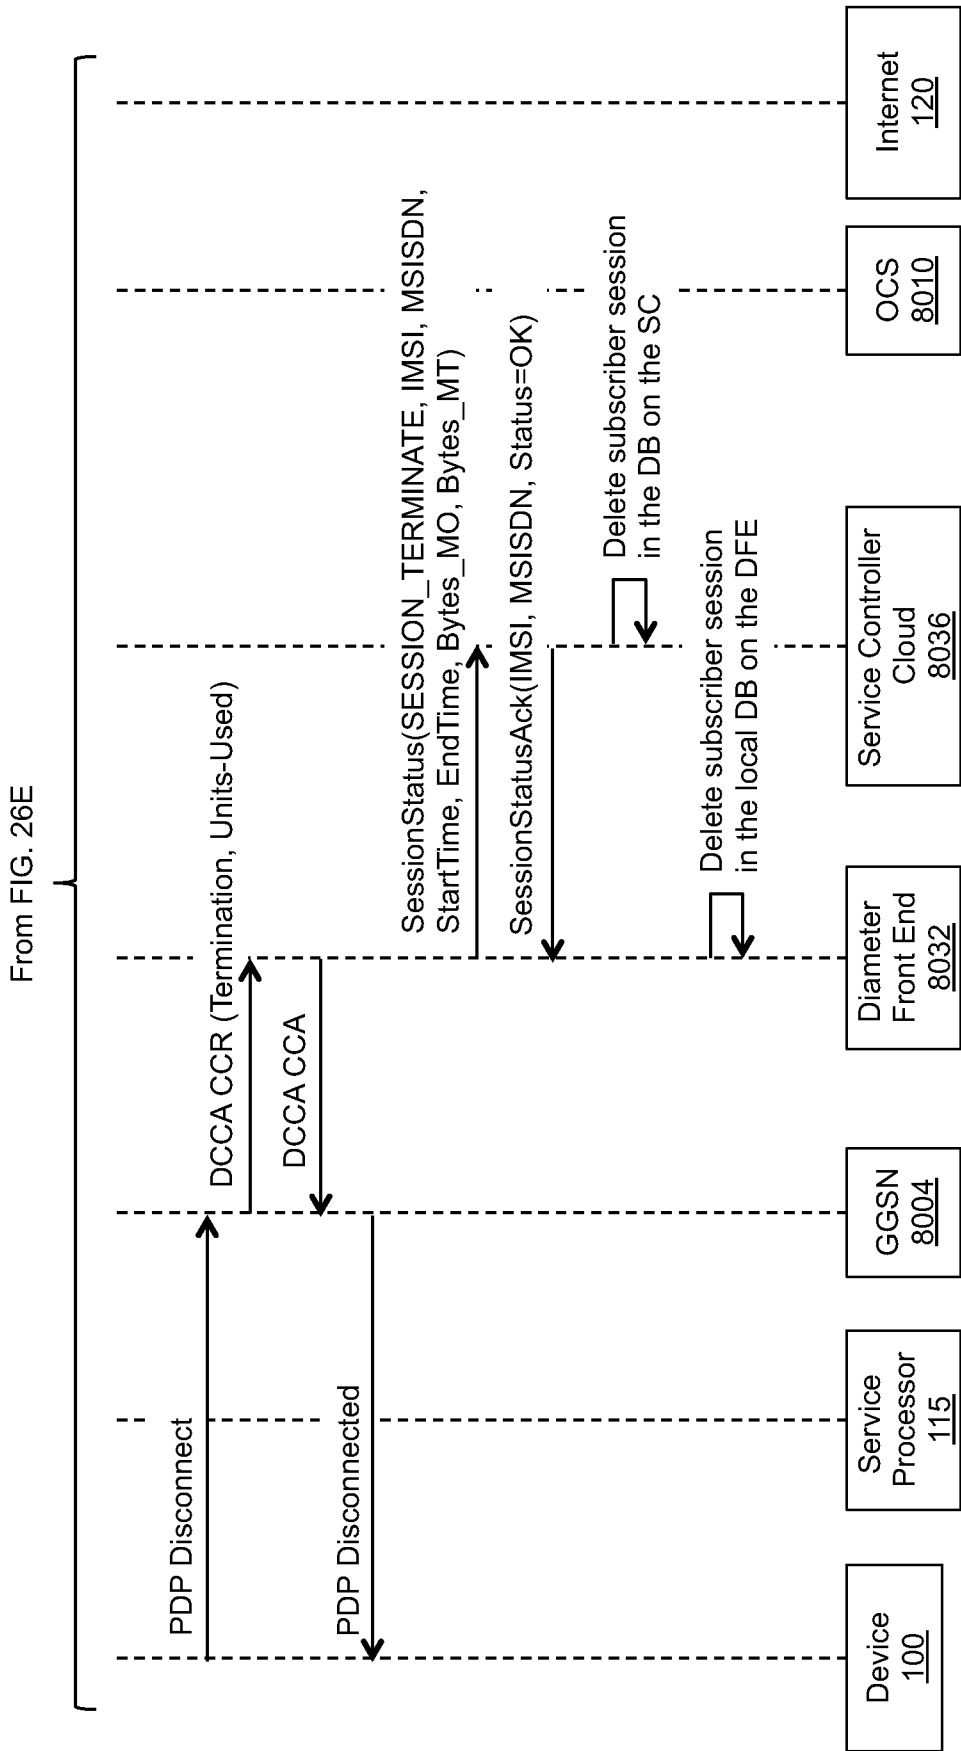 From FIG. 26E
PDP Disconnect
DCCA CCR (Termination, Units-Used)
DCCA CCA
PDP Disconnected
SessionStatus(SESSION_TERMINATE, IMSI, MSISDN,
StartTime, EndTime, Bytes_MO, Bytes_MT)
SessionStatusAck(IMSI, MSISDN, Status=OK)
Delete subscriber session
in the DB on the SC
Delete subscriber session
in the local DB on the DFE
Device
100
Service
Processor
115
GGSN
8004
Diameter
Front End
8032
Service Controller
Cloud
8036
OCS
8010
Internet
120